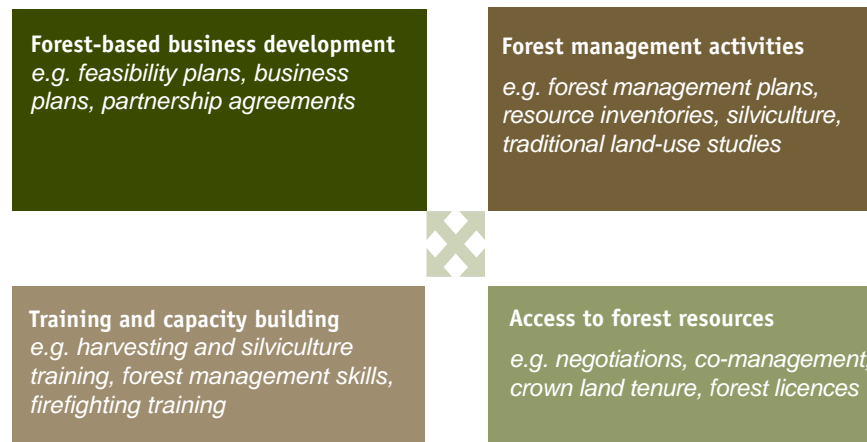 Forest-based business development
e.g. feasibility plans, business
plans, partnership agreements
Forest management activities
e.g. forest management plans,
resource inventories, silviculture,
traditional land-use studies
Training and capacity building
e.g. harvesting and silviculture
training, forest management skills,
firefighting training
Access to forest resources
e.g. negotiations, co-management,
crown land tenure, forest licences